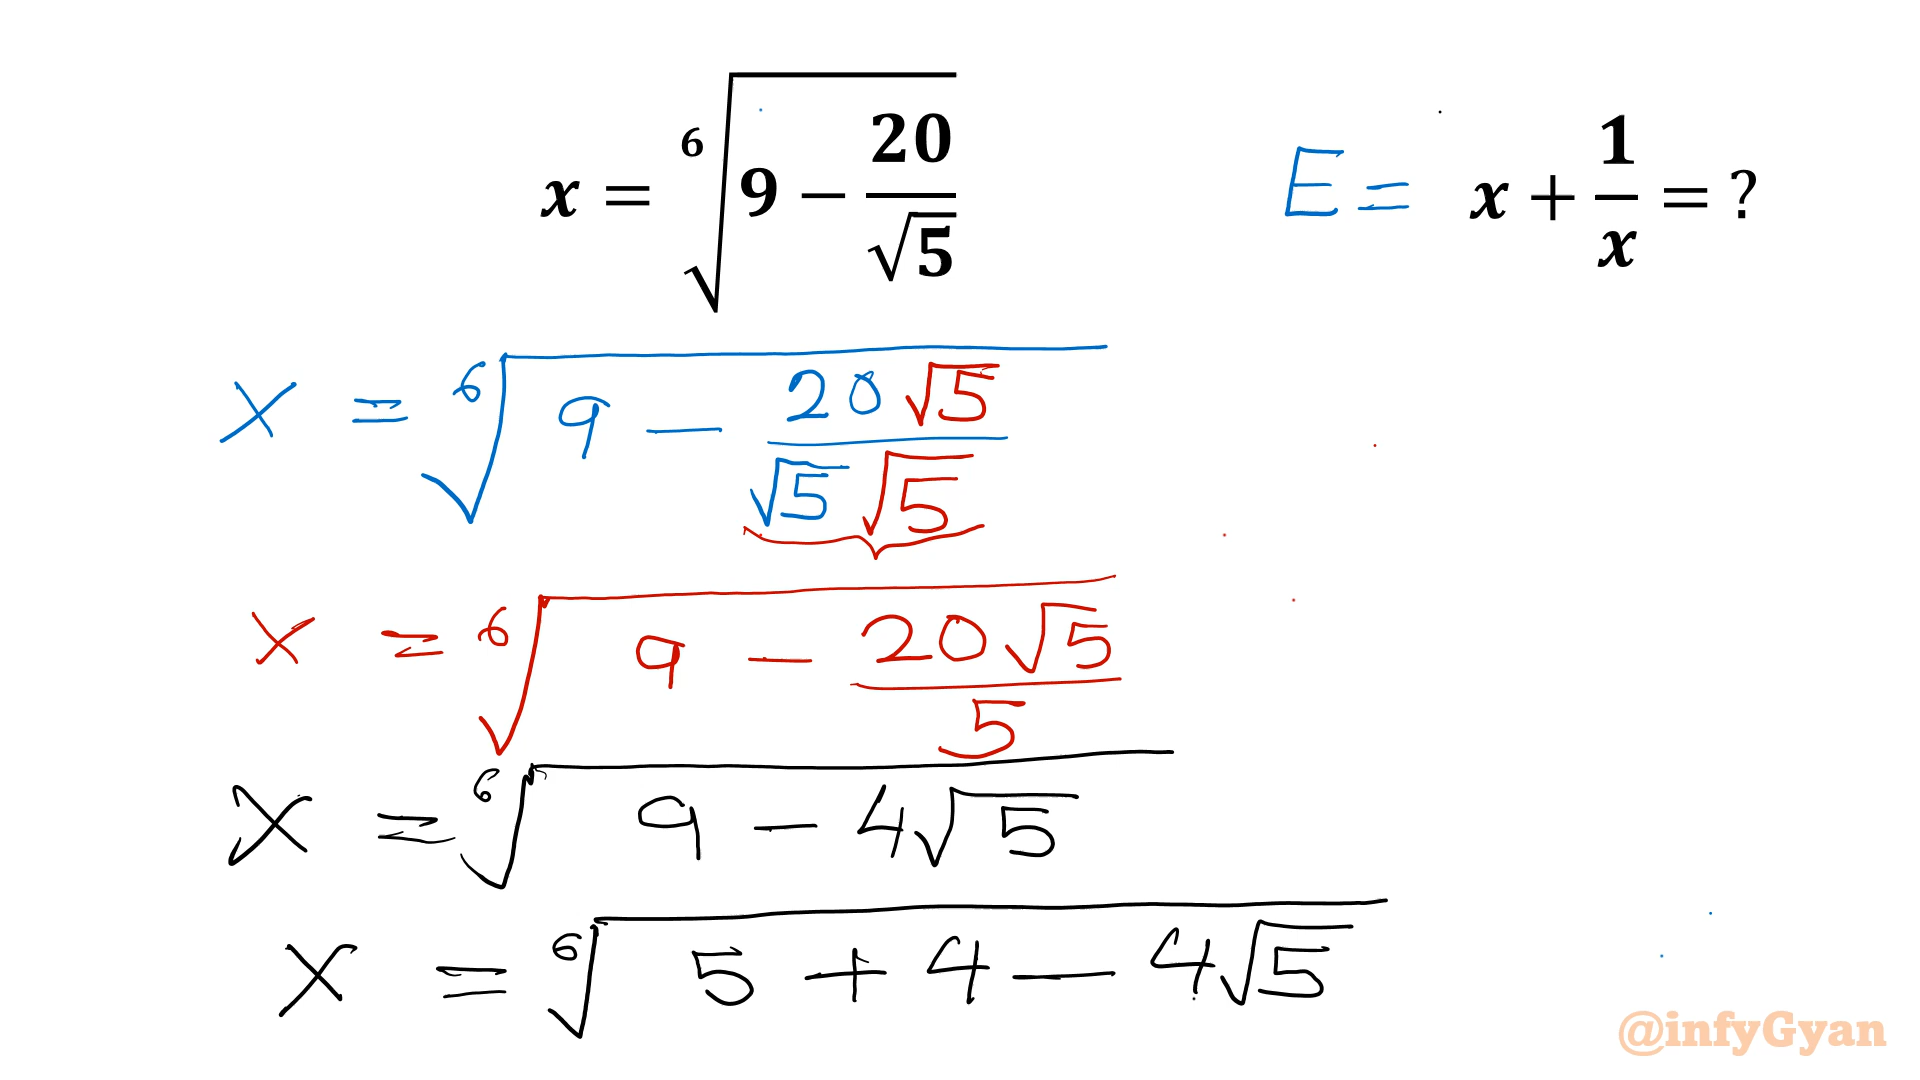 x = ⁶√(9 − 20/√5)    E = x + 1/x = ?
x = ⁶√(9 − 20√5/(√5√5))
x = ⁶√(9 − 20√5/5)
x = ⁶√(9 − 4√5)
x = ⁶√(5 + 4 − 4√5)
@infyGyan